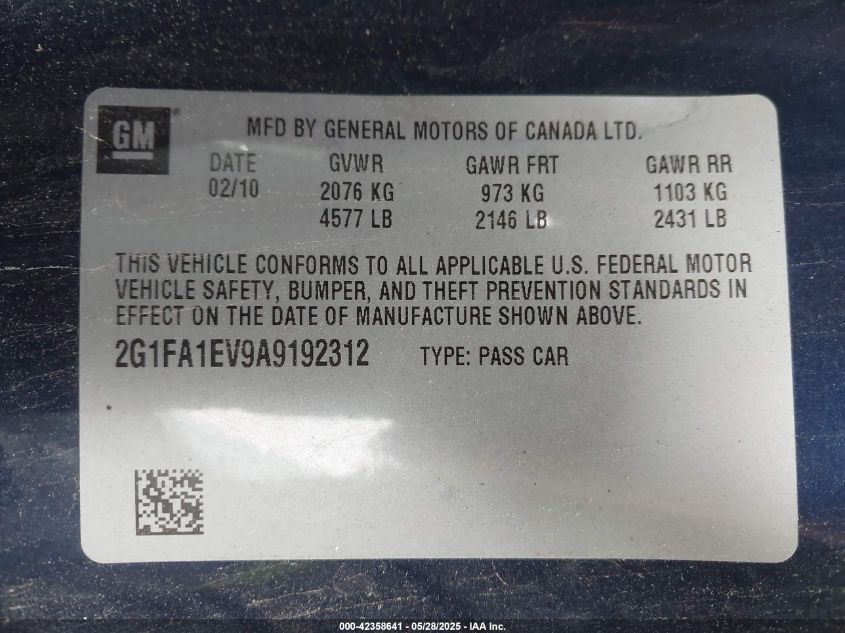 GM
MFD BY GENERAL MOTORS OF CANADA LTD.
DATE GVWR GAWR FRT GAWR RR
02/10 2076 KG 973 KG 1103 KG
4577 LB 2146 LB 2431 LB
THIS VEHICLE CONFORMS TO ALL APPLICABLE U.S. FEDERAL MOTOR
VEHICLE SAFETY, BUMPER, AND THEFT PREVENTION STANDARDS IN
EFFECT ON THE DATE OF MANUFACTURE SHOWN ABOVE.
2G1FA1EV9A9192312 TYPE: PASS CAR
000-42358641 - 05/28/2025 - IAA Inc.